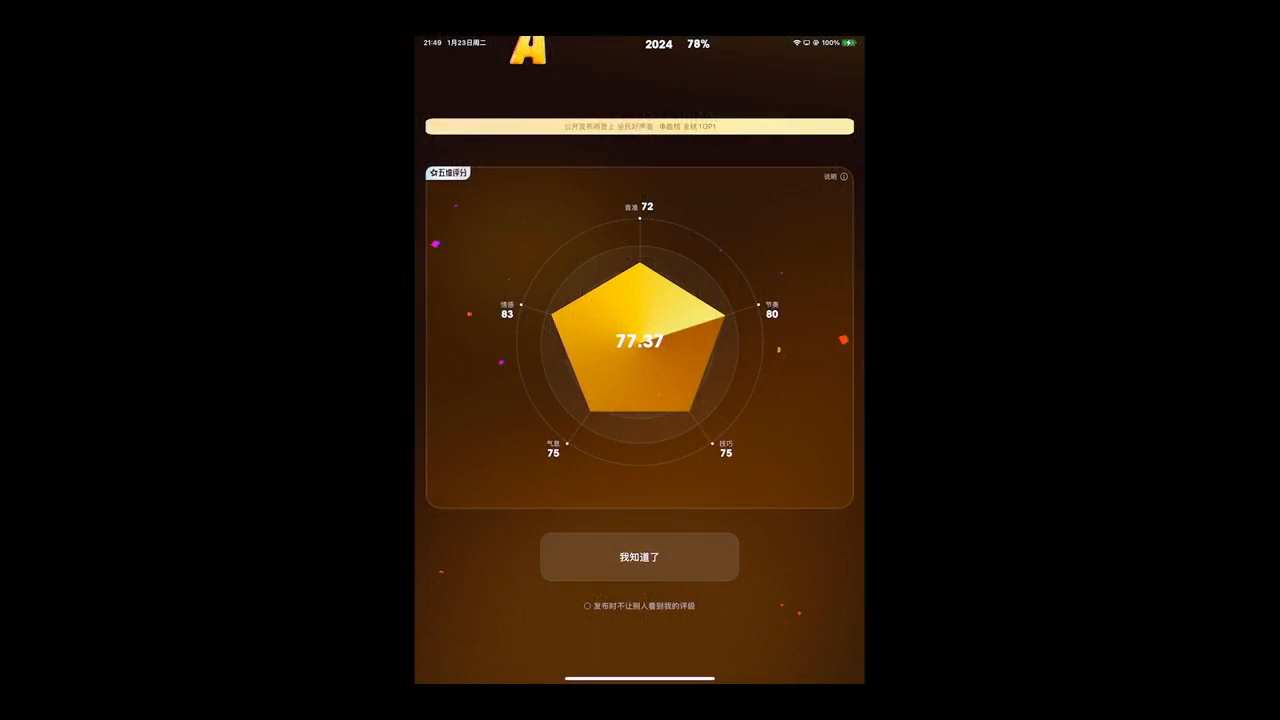 21:49 1月23日周二
A
2024 78%
100%
公开发布将登上 全民好声音 单曲榜 全榜TOP1
五维评分
说明
音准 72
情感
83
节奏
80
77.37
气息
75
技巧
75
我知道了
发布时不让别人看到我的评级